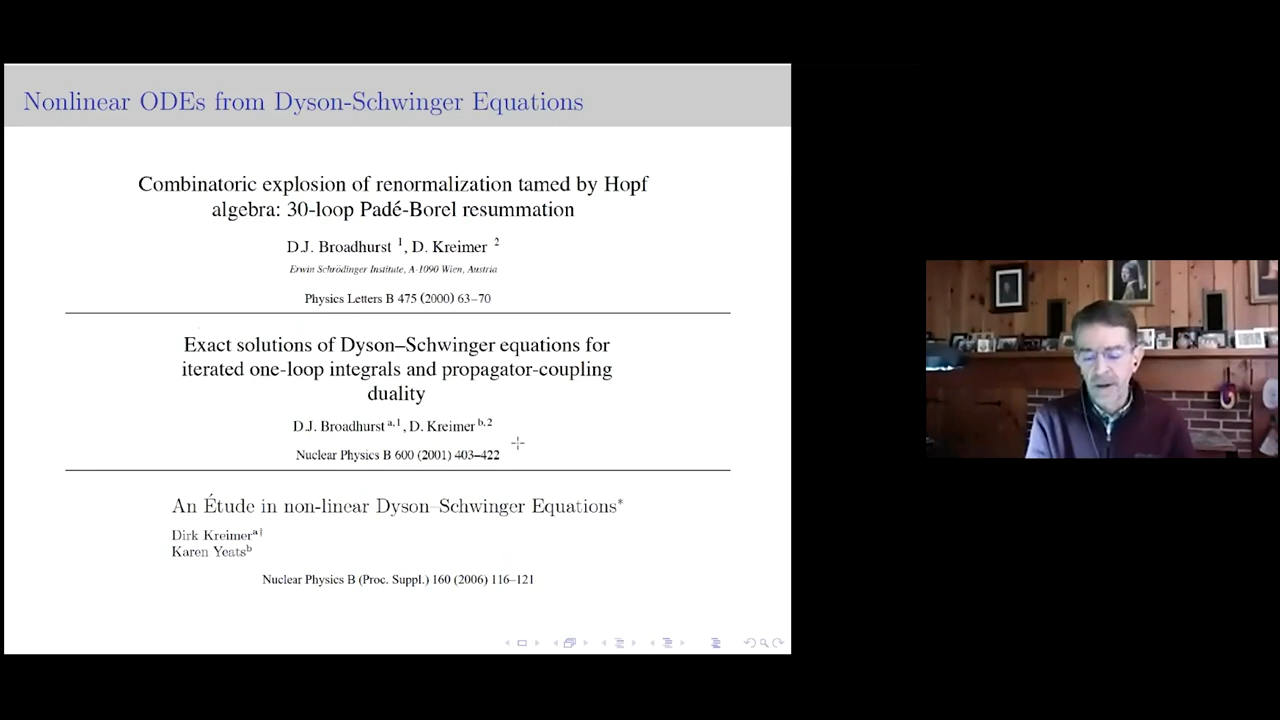 Nonlinear ODEs from Dyson-Schwinger Equations
Combinatoric explosion of renormalization tamed by Hopf
algebra: 30-loop Padé-Borel resummation
D.J. Broadhurst 1, D. Kreimer 2
Erwin Schrödinger Institute, A-1090 Wien, Austria
Physics Letters B 475 (2000) 63–70
Exact solutions of Dyson–Schwinger equations for
iterated one-loop integrals and propagator-coupling
duality
D.J. Broadhurst a,1, D. Kreimer b,2
Nuclear Physics B 600 (2001) 403–422
An Étude in non-linear Dyson–Schwinger Equations*
Dirk Kreimer a†
Karen Yeats b
Nuclear Physics B (Proc. Suppl.) 160 (2006) 116–121